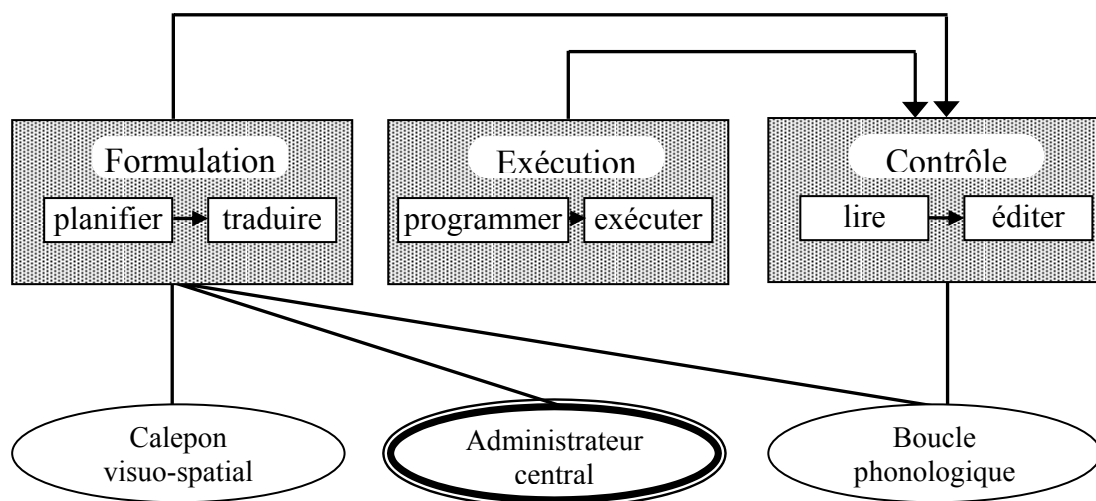 Formulation
planifier
traduire
Exécution
programmer
exécuter
Contrôle
lire
éditer
Calepon
visuo-spatial
Administrateur
central
Boucle
phonologique